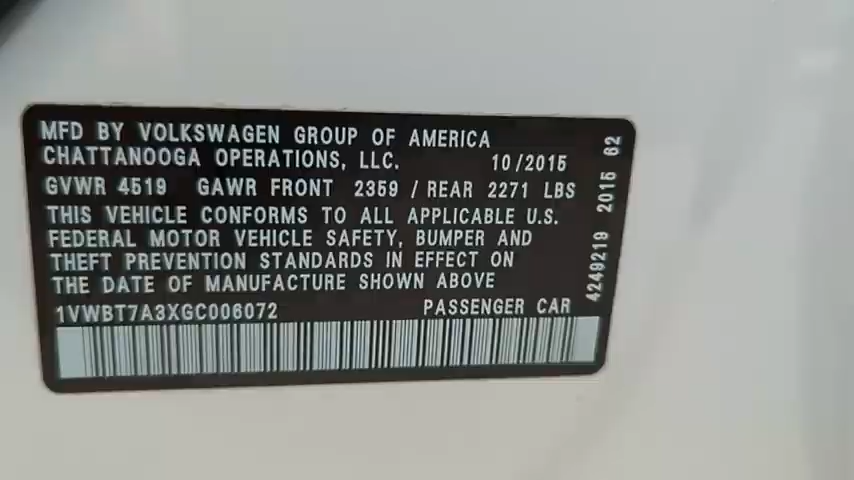 MFD BY VOLKSWAGEN GROUP OF AMERICA
CHATTANOOGA OPERATIONS, LLC. 10/2015
GVWR 4519 GAWR FRONT 2359 / REAR 2271 LBS
THIS VEHICLE CONFORMS TO ALL APPLICABLE U.S.
FEDERAL MOTOR VEHICLE SAFETY, BUMPER AND
THEFT PREVENTION STANDARDS IN EFFECT ON
THE DATE OF MANUFACTURE SHOWN ABOVE
1VWBT7A3XGC006072 PASSENGER CAR
4249219 2015 62